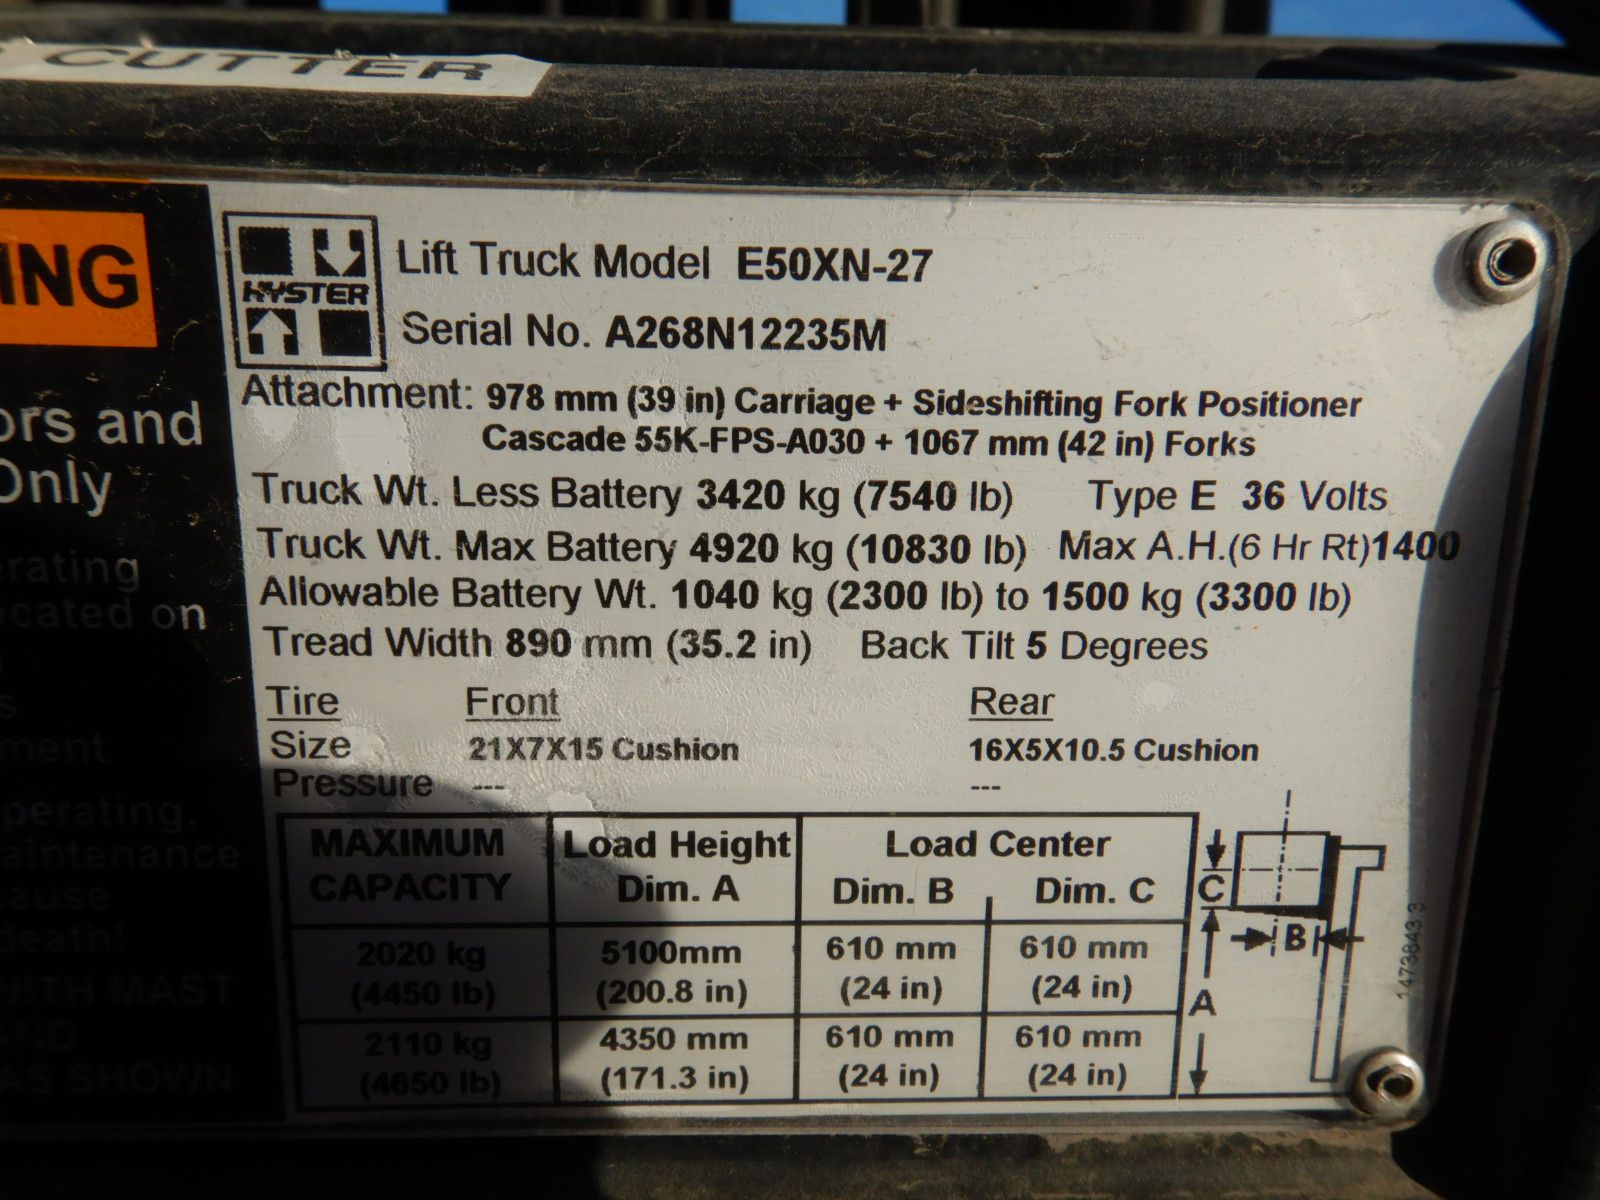 CUTTER
ING
ors and
Only
rating
ocated on
s
ment
perating,
aintenance
ause
death!
WITH MAST
AND
AS SHOWN
HYSTER
Lift Truck Model E50XN-27
Serial No. A268N12235M
Attachment: 978 mm (39 in) Carriage + Sideshifting Fork Positioner
Cascade 55K-FPS-A030 + 1067 mm (42 in) Forks
Truck Wt. Less Battery 3420 kg (7540 lb) Type E 36 Volts
Truck Wt. Max Battery 4920 kg (10830 lb) Max A.H.(6 Hr Rt)1400
Allowable Battery Wt. 1040 kg (2300 lb) to 1500 kg (3300 lb)
Tread Width 890 mm (35.2 in) Back Tilt 5 Degrees
Tire Front Rear
Size 21X7X15 Cushion 16X5X10.5 Cushion
Pressure --- ---
MAXIMUM Load Height Load Center
CAPACITY Dim. A Dim. B Dim. C
2020 kg 5100mm 610 mm 610 mm
(4450 lb) (200.8 in) (24 in) (24 in)
2110 kg 4350 mm 610 mm 610 mm
(4650 lb) (171.3 in) (24 in) (24 in)
C
B
A